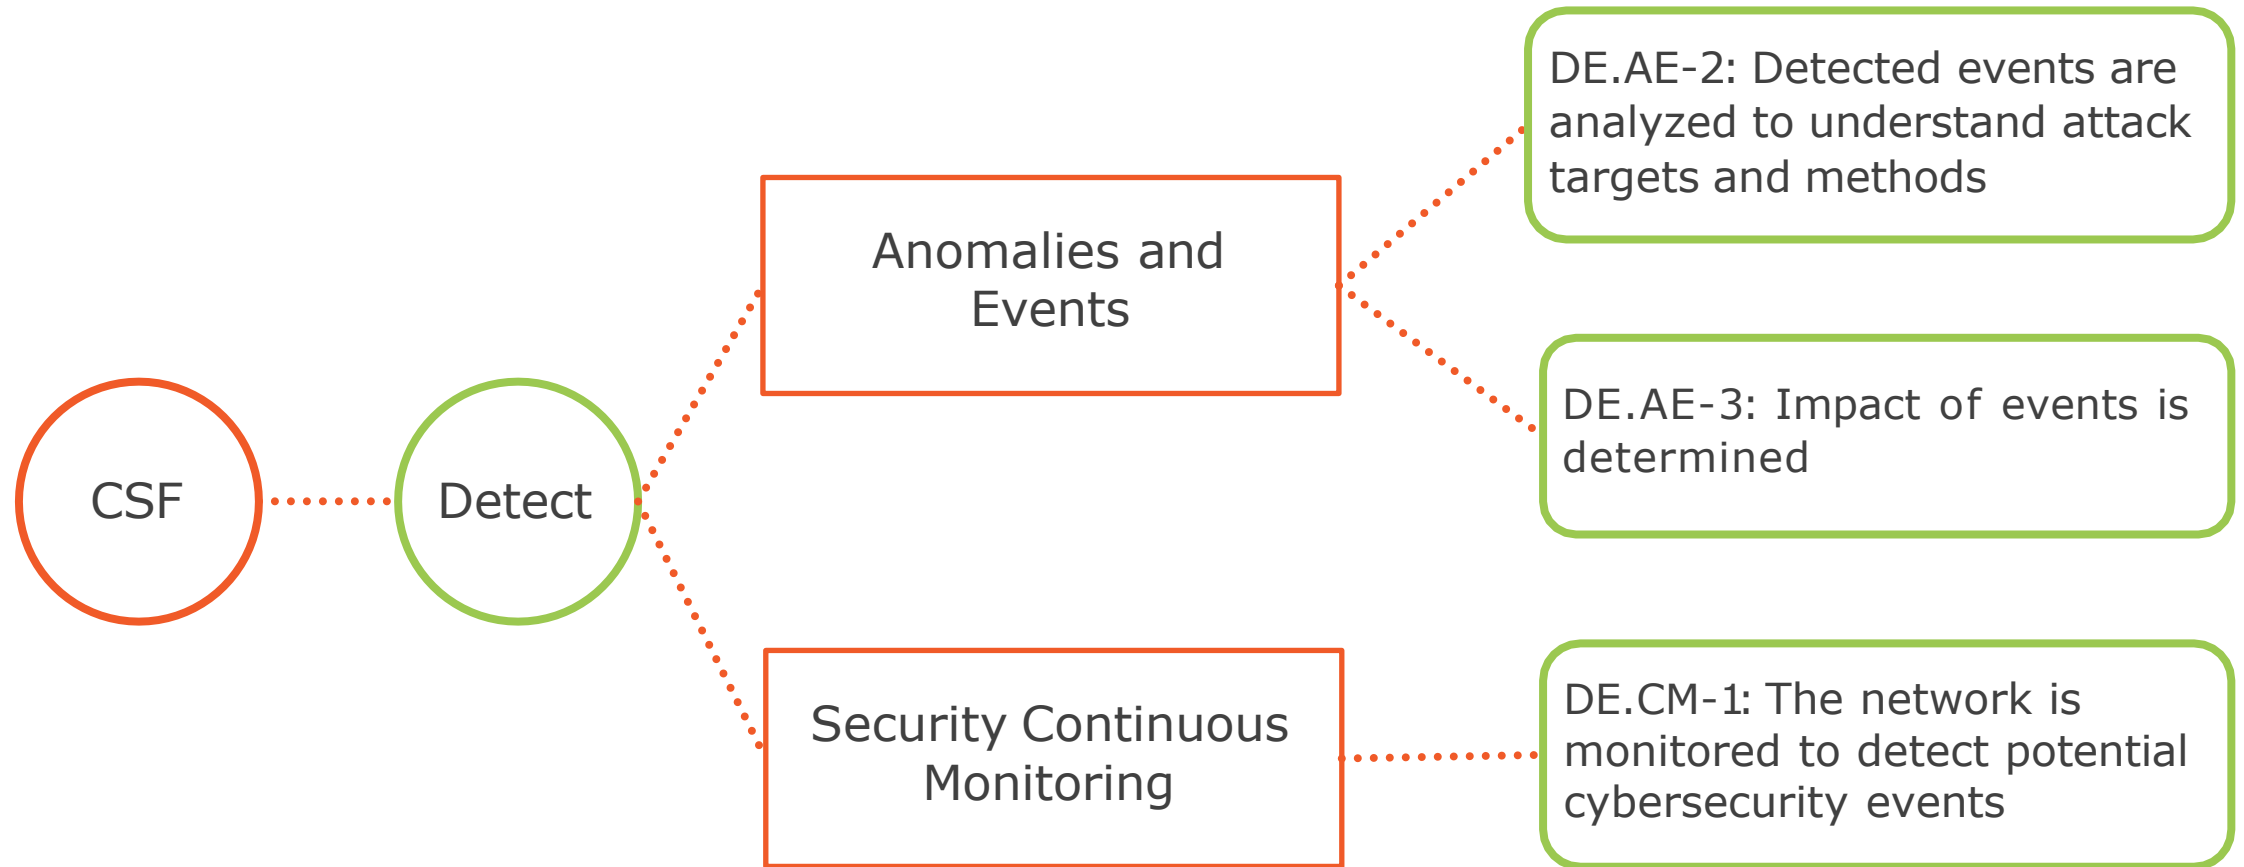 CSF
Detect
Anomalies and
Events
Security Continuous
Monitoring
DE.AE-2: Detected events are
analyzed to understand attack
targets and methods
DE.AE-3: Impact of events is
determined
DE.CM-1: The network is
monitored to detect potential
cybersecurity events